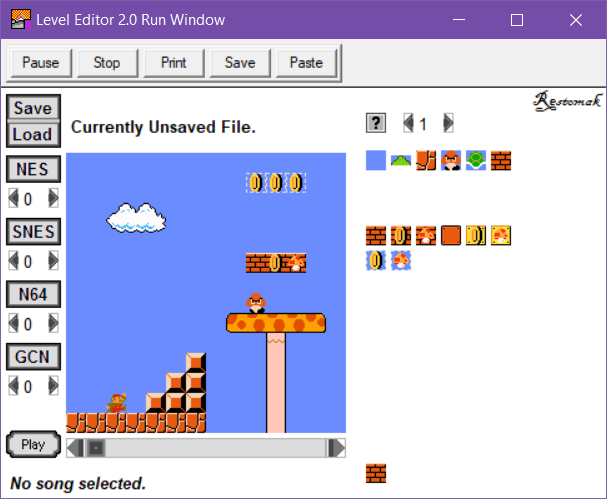 Level Editor 2.0 Run Window
Pause Stop Print Save Paste
Restomak
Save
Load
Currently Unsaved File.
? 1
NES
0
SNES
0
N64
0
GCN
0
Play
No song selected.